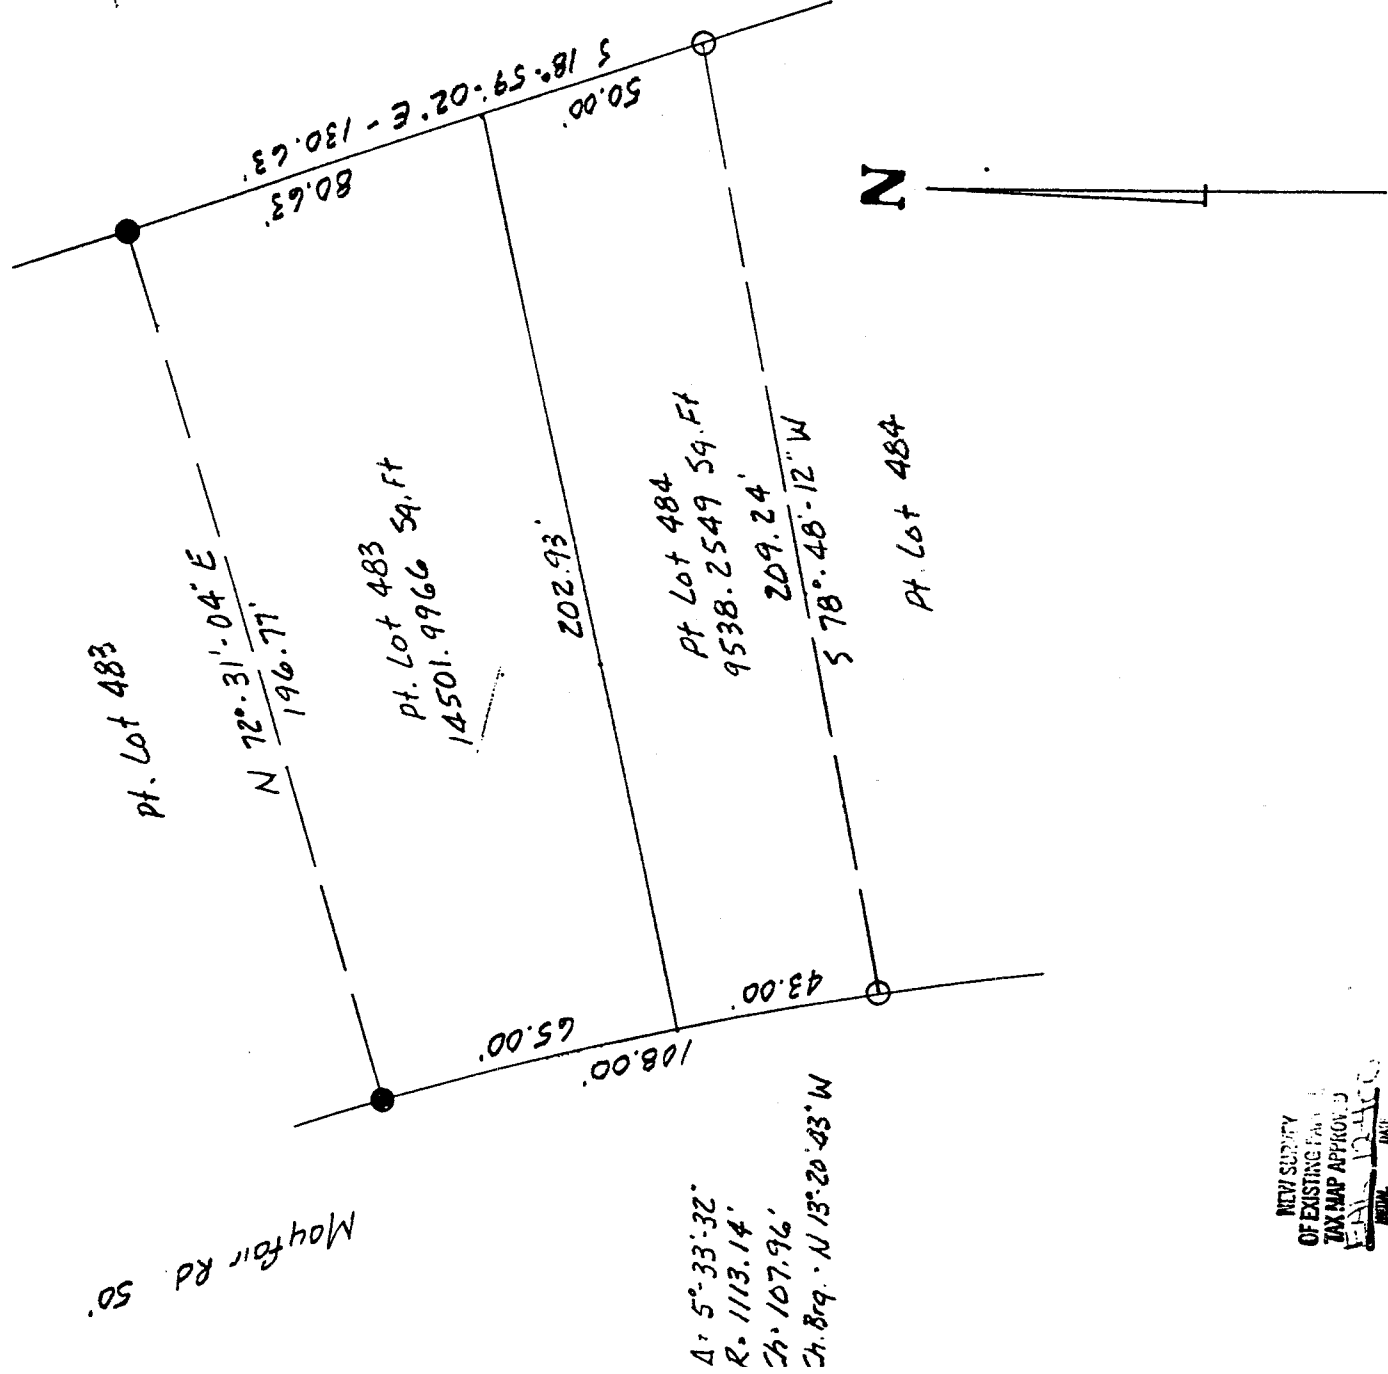 S 18°-59'-02" E - 130.63'
80.63'
50.00'
N
Pt. Lot 483
N 72°-31'-04" E
196.77'
Pt. Lot 483
14501.9966 Sq.Ft
202.93'
Pt Lot 484
9538.2549 Sq.Ft
209.24'
S 78°-48'-12" W
Pt. Lot 484
65.00'
43.00'
108.00'
Mayfair Rd 50'
Δ = 5°-33'-32"
R = 1113.14'
Ch = 107.96'
Ch. Brg. = N 13°-20'-43" W
NEW SURVEY
OF EXISTING
TAX MAP APPROVED
INITIAL DATE